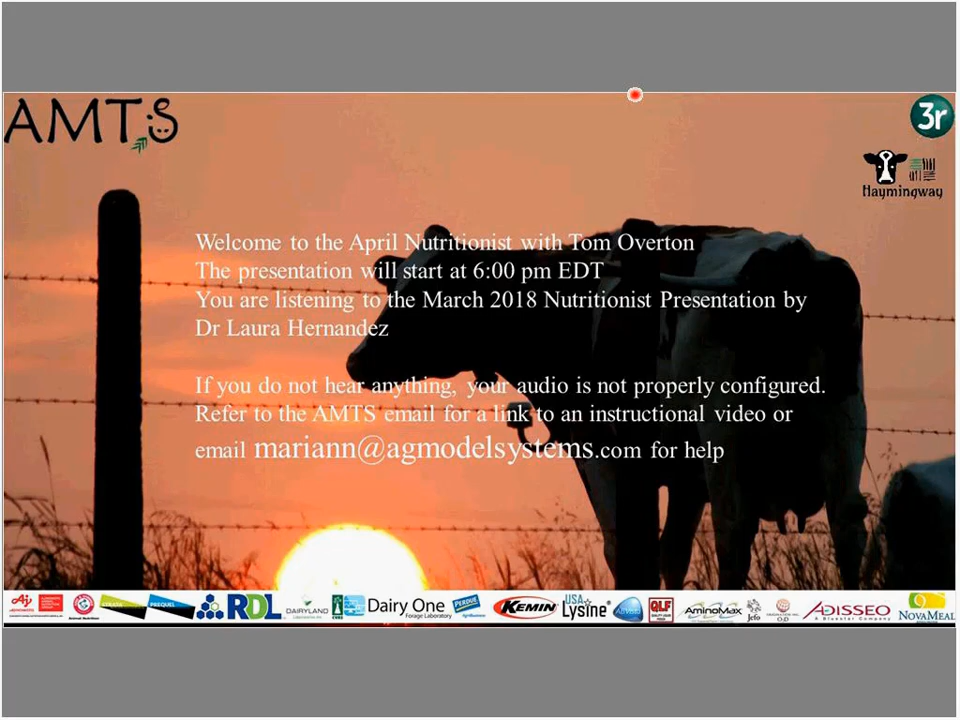 AMTS
3r
Haymingway
Welcome to the April Nutritionist with Tom Overton
The presentation will start at 6:00 pm EDT
You are listening to the March 2018 Nutritionist Presentation by
Dr Laura Hernandez
If you do not hear anything, your audio is not properly configured.
Refer to the AMTS email for a link to an instructional video or
email mariann@agmodelsystems.com for help
PREQUEL RDL DAIRYLAND CVAS Dairy One PERDUE KEMIN USA Lysine QLF AMINOMAX Jefo ADISSEO NOVAMEAL
Forage Laboratory
A Bluestar Company